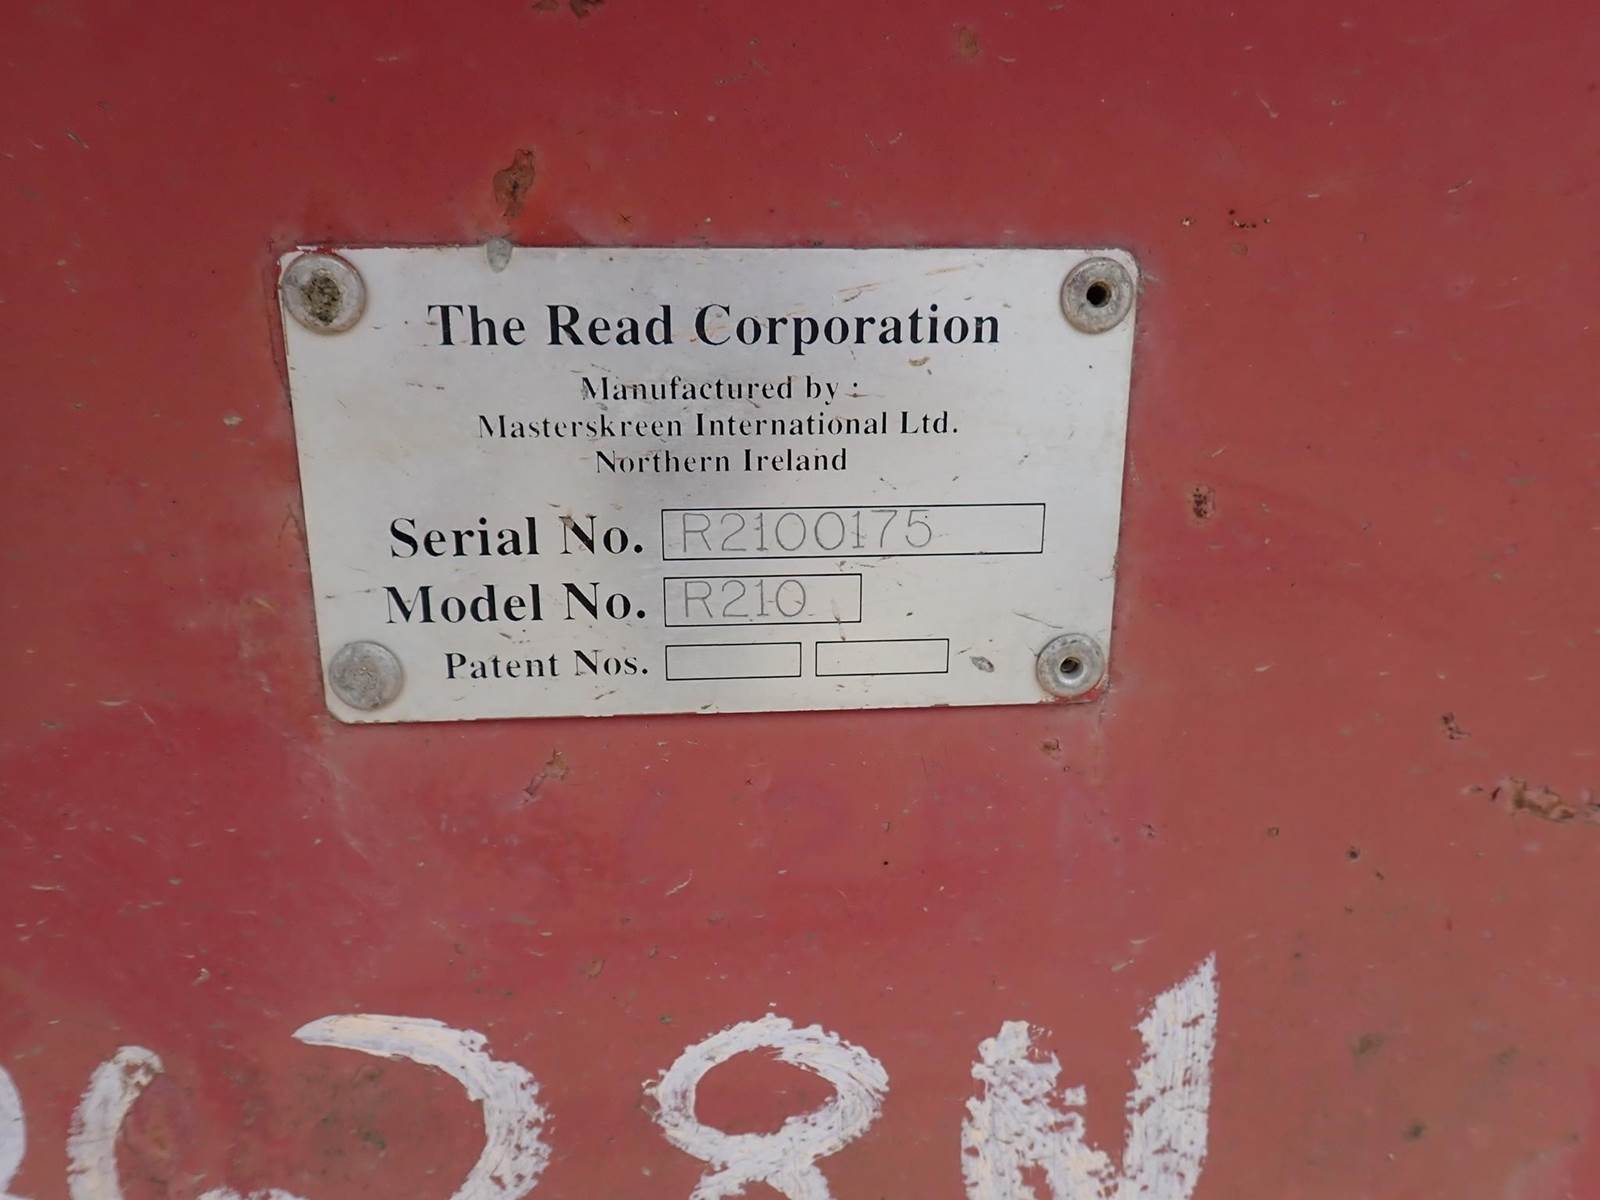 The Read Corporation
Manufactured by :
Masterskreen International Ltd.
Northern Ireland
Serial No. R2100175
Model No. R210
Patent Nos.